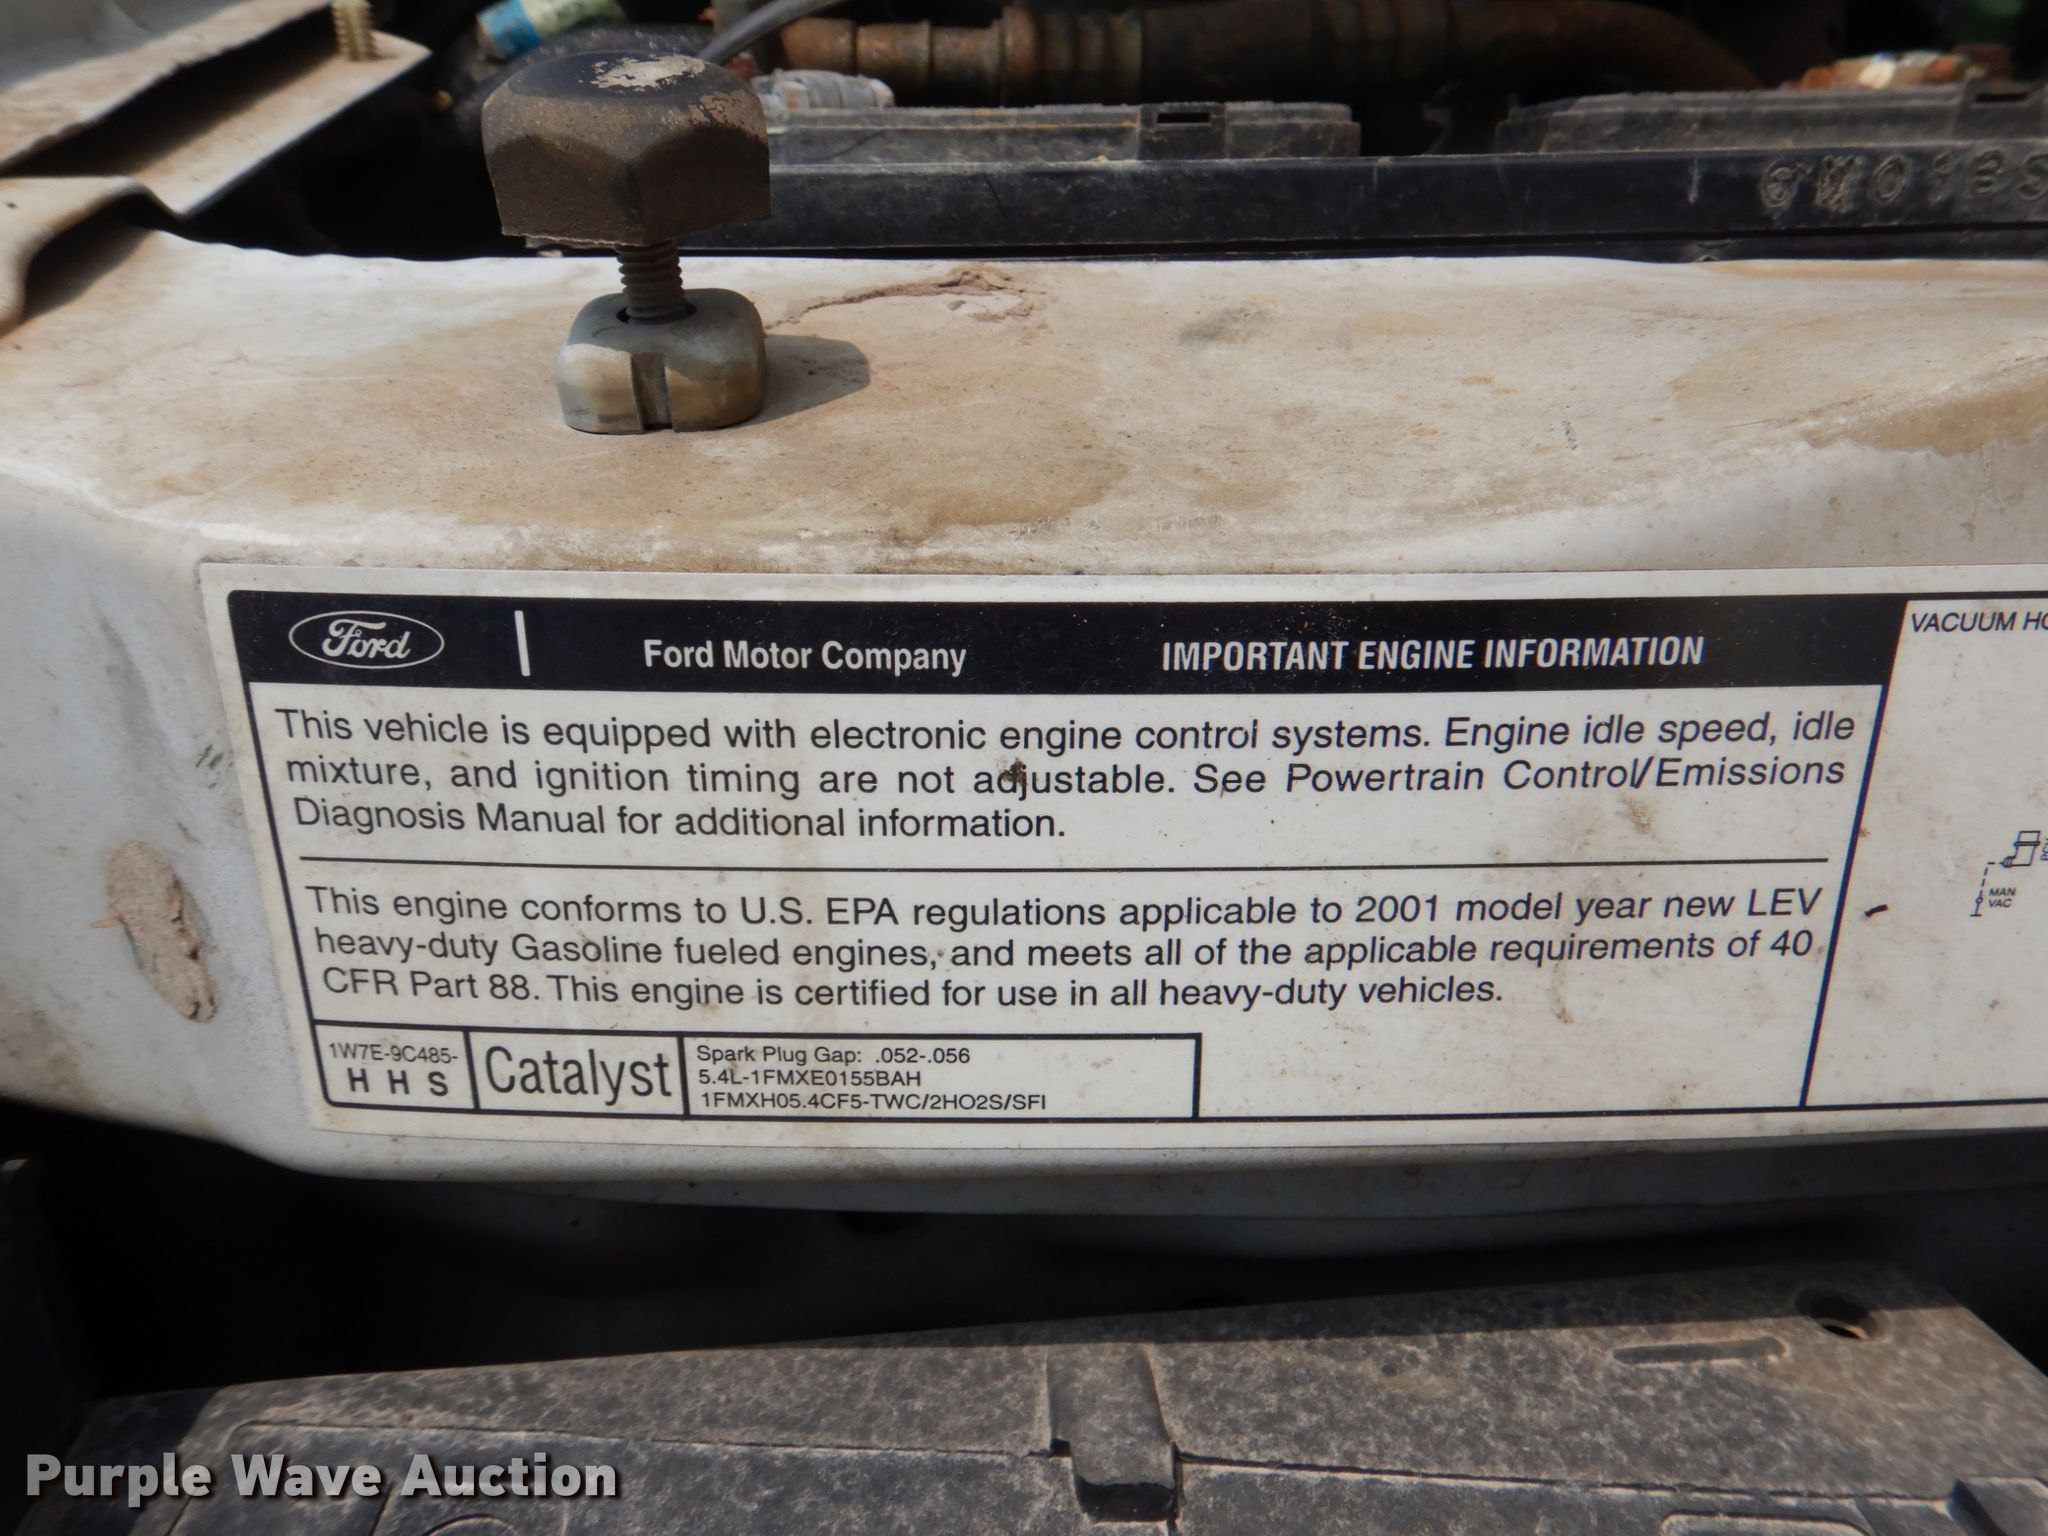 Ford
Ford Motor Company
IMPORTANT ENGINE INFORMATION
This vehicle is equipped with electronic engine control systems. Engine idle speed, idle
mixture, and ignition timing are not adjustable. See Powertrain Control/Emissions
Diagnosis Manual for additional information.
This engine conforms to U.S. EPA regulations applicable to 2001 model year new LEV
heavy-duty Gasoline fueled engines, and meets all of the applicable requirements of 40
CFR Part 88. This engine is certified for use in all heavy-duty vehicles.
1W7E-9C485-
H H S
Catalyst
Spark Plug Gap: .052-.056
5.4L-1FMXE0155BAH
1FMXH05.4CF5-TWC/2HO2S/SFI
VACUUM
MAN
VAC
Purple Wave Auction